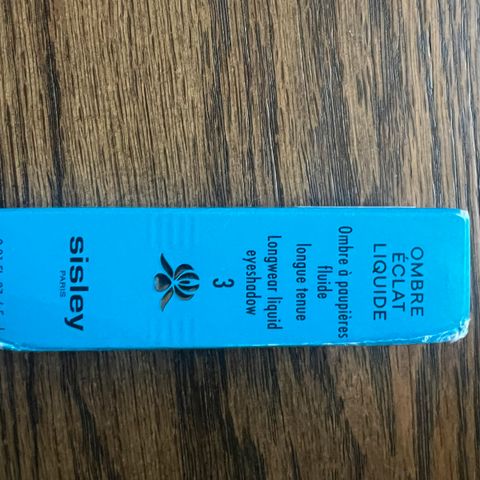 OMBRE
ÉCLAT
LIQUIDE
Ombre à paupières
fluide
longue tenue
Longwear liquid
eyeshadow
3
sisley
PARIS